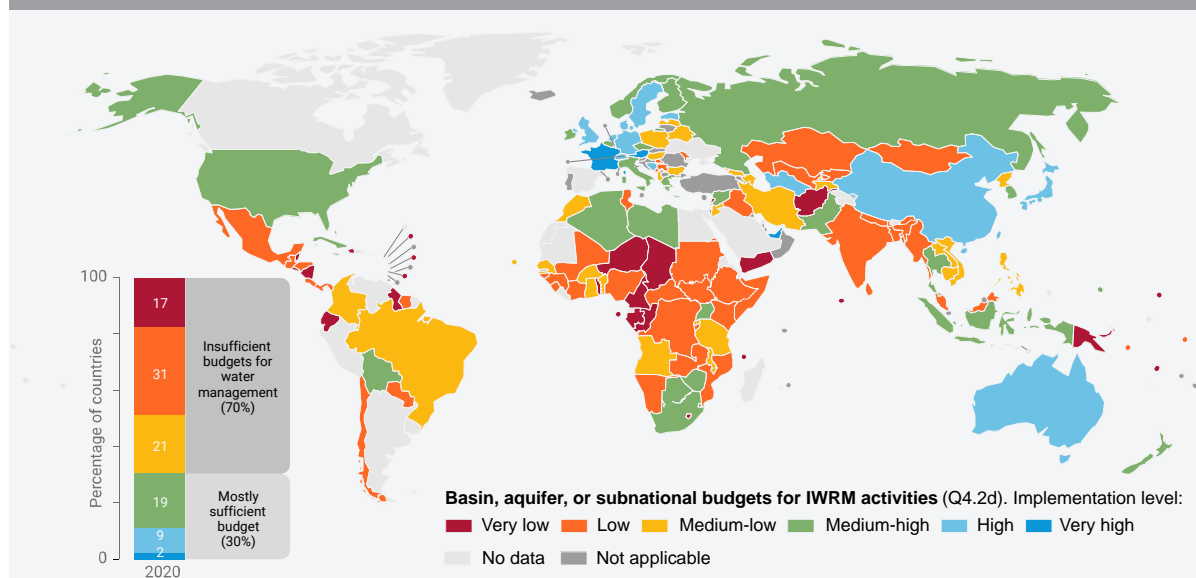 100
Percentage of countries
0
17
31
21
19
9
2
2020
Insufficient
budgets for
water
management
(70%)
Mostly
sufficient
budget
(30%)
Basin, aquifer, or subnational budgets for IWRM activities (Q4.2d). Implementation level:
Very low Low Medium-low Medium-high High Very high
No data Not applicable